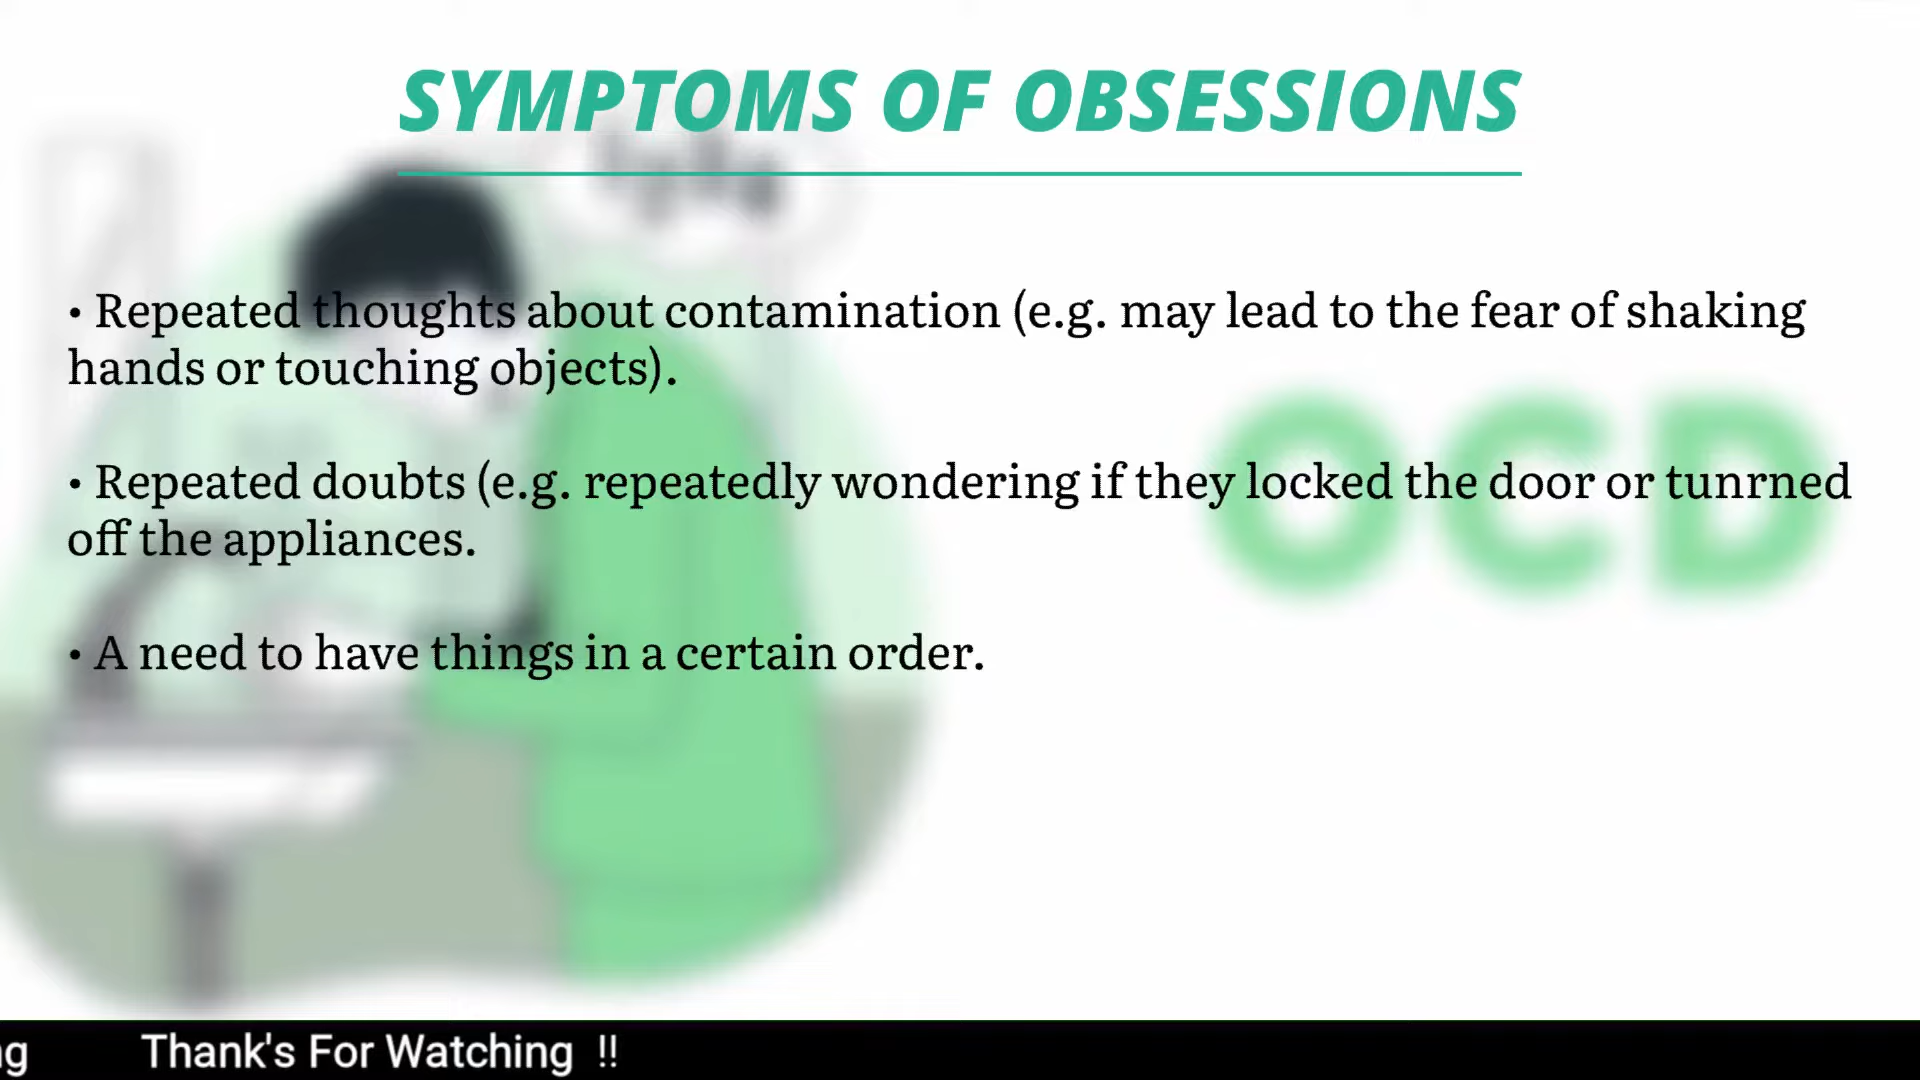 SYMPTOMS OF OBSESSIONS
• Repeated thoughts about contamination (e.g. may lead to the fear of shaking
hands or touching objects).
• Repeated doubts (e.g. repeatedly wondering if they locked the door or tunrned
off the appliances.
• A need to have things in a certain order.
OCD
ng Thank's For Watching !!